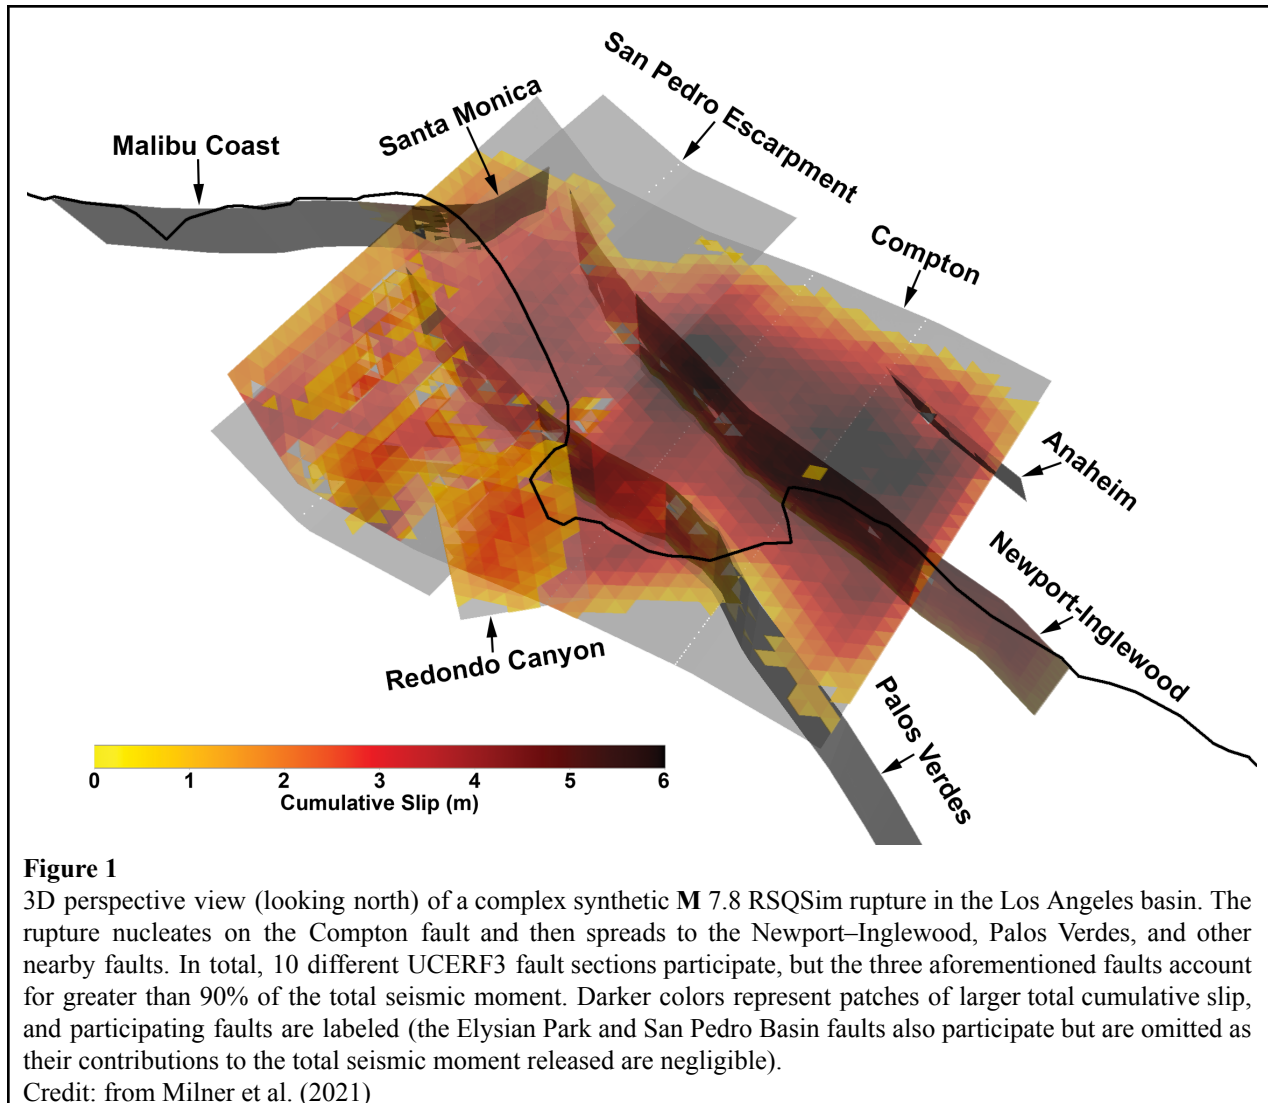 San Pedro Escarpment
Santa Monica
Malibu Coast
Compton
Anaheim
Newport-Inglewood
Redondo Canyon
Palos Verdes
0 1 2 3 4 5 6
Cumulative Slip (m)
Figure 1
3D perspective view (looking north) of a complex synthetic M 7.8 RSQSim rupture in the Los Angeles basin. The
rupture nucleates on the Compton fault and then spreads to the Newport–Inglewood, Palos Verdes, and other
nearby faults. In total, 10 different UCERF3 fault sections participate, but the three aforementioned faults account
for greater than 90% of the total seismic moment. Darker colors represent patches of larger total cumulative slip,
and participating faults are labeled (the Elysian Park and San Pedro Basin faults also participate but are omitted as
their contributions to the total seismic moment released are negligible).
Credit: from Milner et al. (2021)